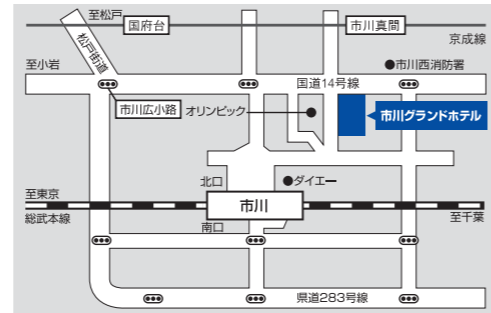 至松戸
国府台
市川真間
京成線
松戸街道
至小岩
市川西消防署
国道14号線
市川広小路
オリンピック
市川グランドホテル
北口
ダイエー
至東京
市川
総武本線
南口
至千葉
県道283号線